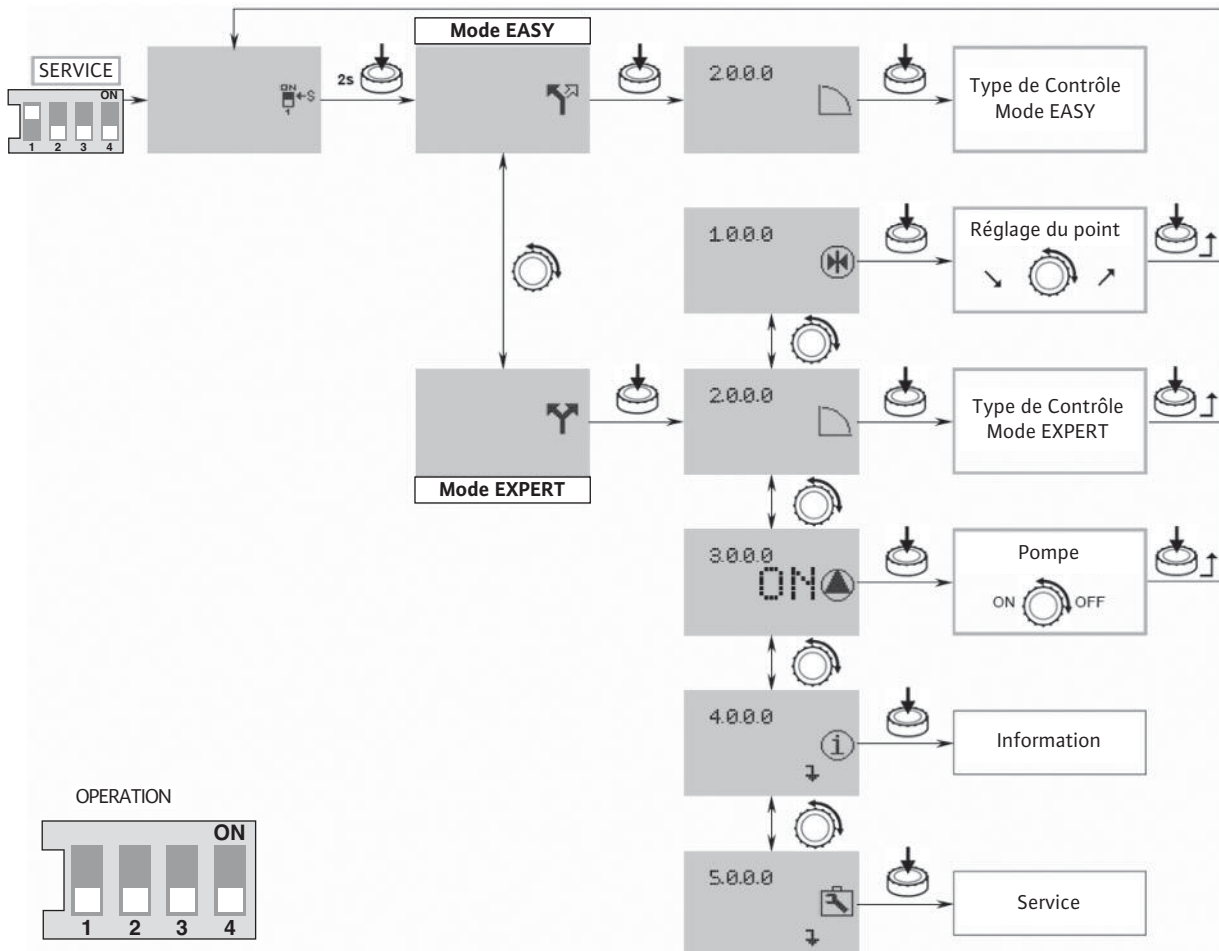 Mode EASY
SERVICE
ON
1 2 3 4
ON
S
1
2s
2.0.0.0
Type de Contrôle
Mode EASY
1.0.0.0
Réglage du point
2.0.0.0
Type de Contrôle
Mode EXPERT
Mode EXPERT
3.0.0.0
ON
Pompe
ON OFF
4.0.0.0
i
Information
OPERATION
ON
1 2 3 4
5.0.0.0
Service